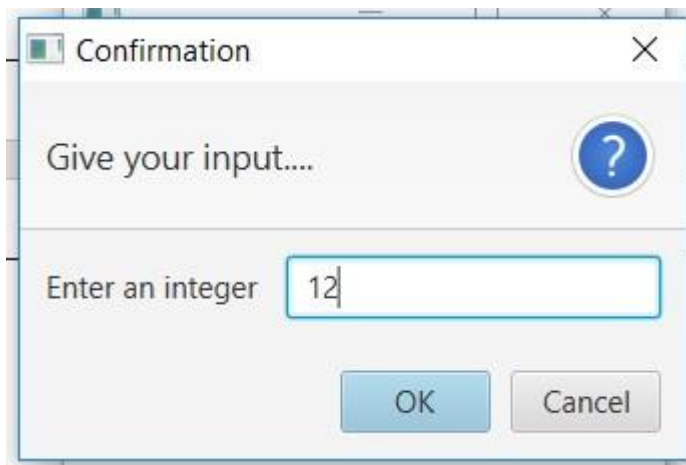 Confirmation
Give your input....
?
Enter an integer 12
OK Cancel